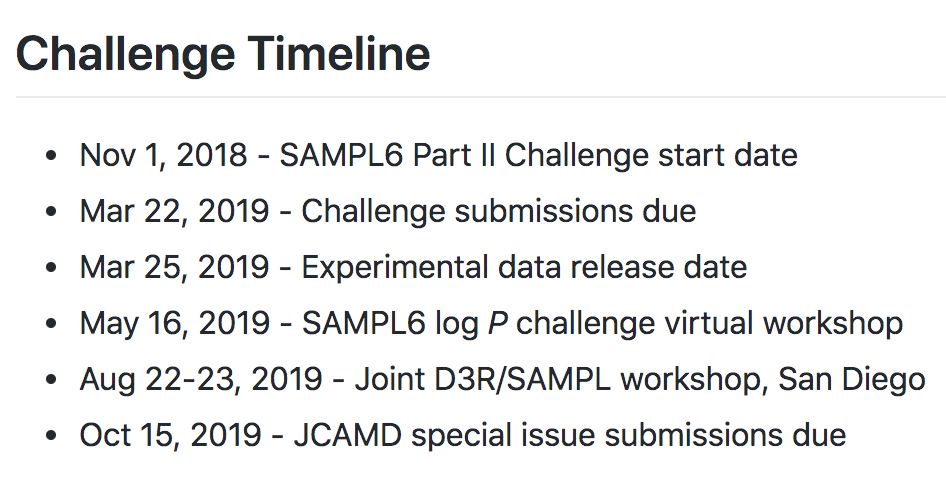 Challenge Timeline
• Nov 1, 2018 - SAMPL6 Part II Challenge start date
• Mar 22, 2019 - Challenge submissions due
• Mar 25, 2019 - Experimental data release date
• May 16, 2019 - SAMPL6 log P challenge virtual workshop
• Aug 22-23, 2019 - Joint D3R/SAMPL workshop, San Diego
• Oct 15, 2019 - JCAMD special issue submissions due